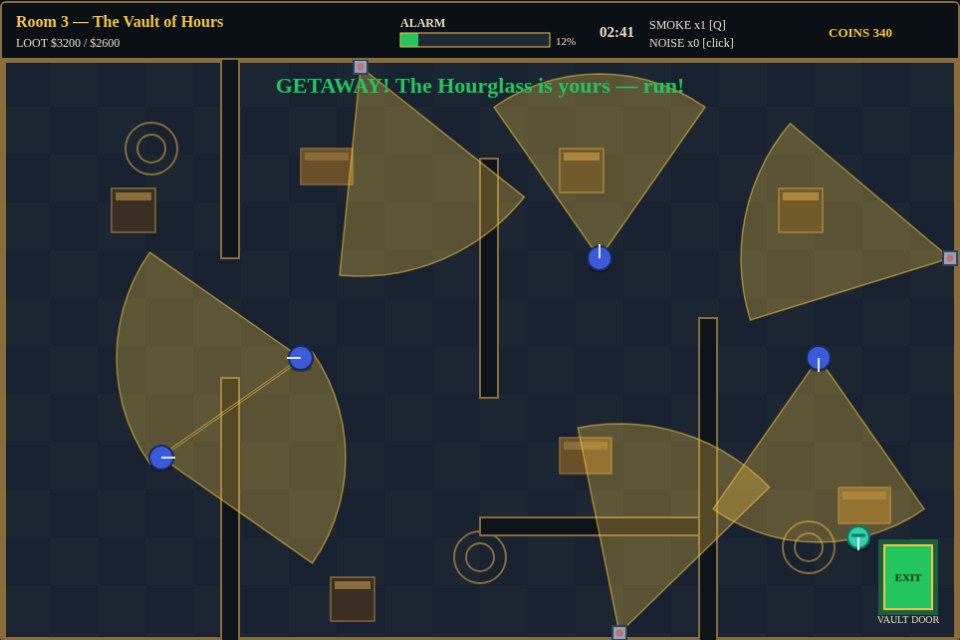 Room 3 — The Vault of Hours
LOOT $3200 / $2600
ALARM
12%
02:41
SMOKE x1 [Q]
NOISE x0 [click]
COINS 340
GETAWAY! The Hourglass is yours — run!
EXIT
VAULT DOOR